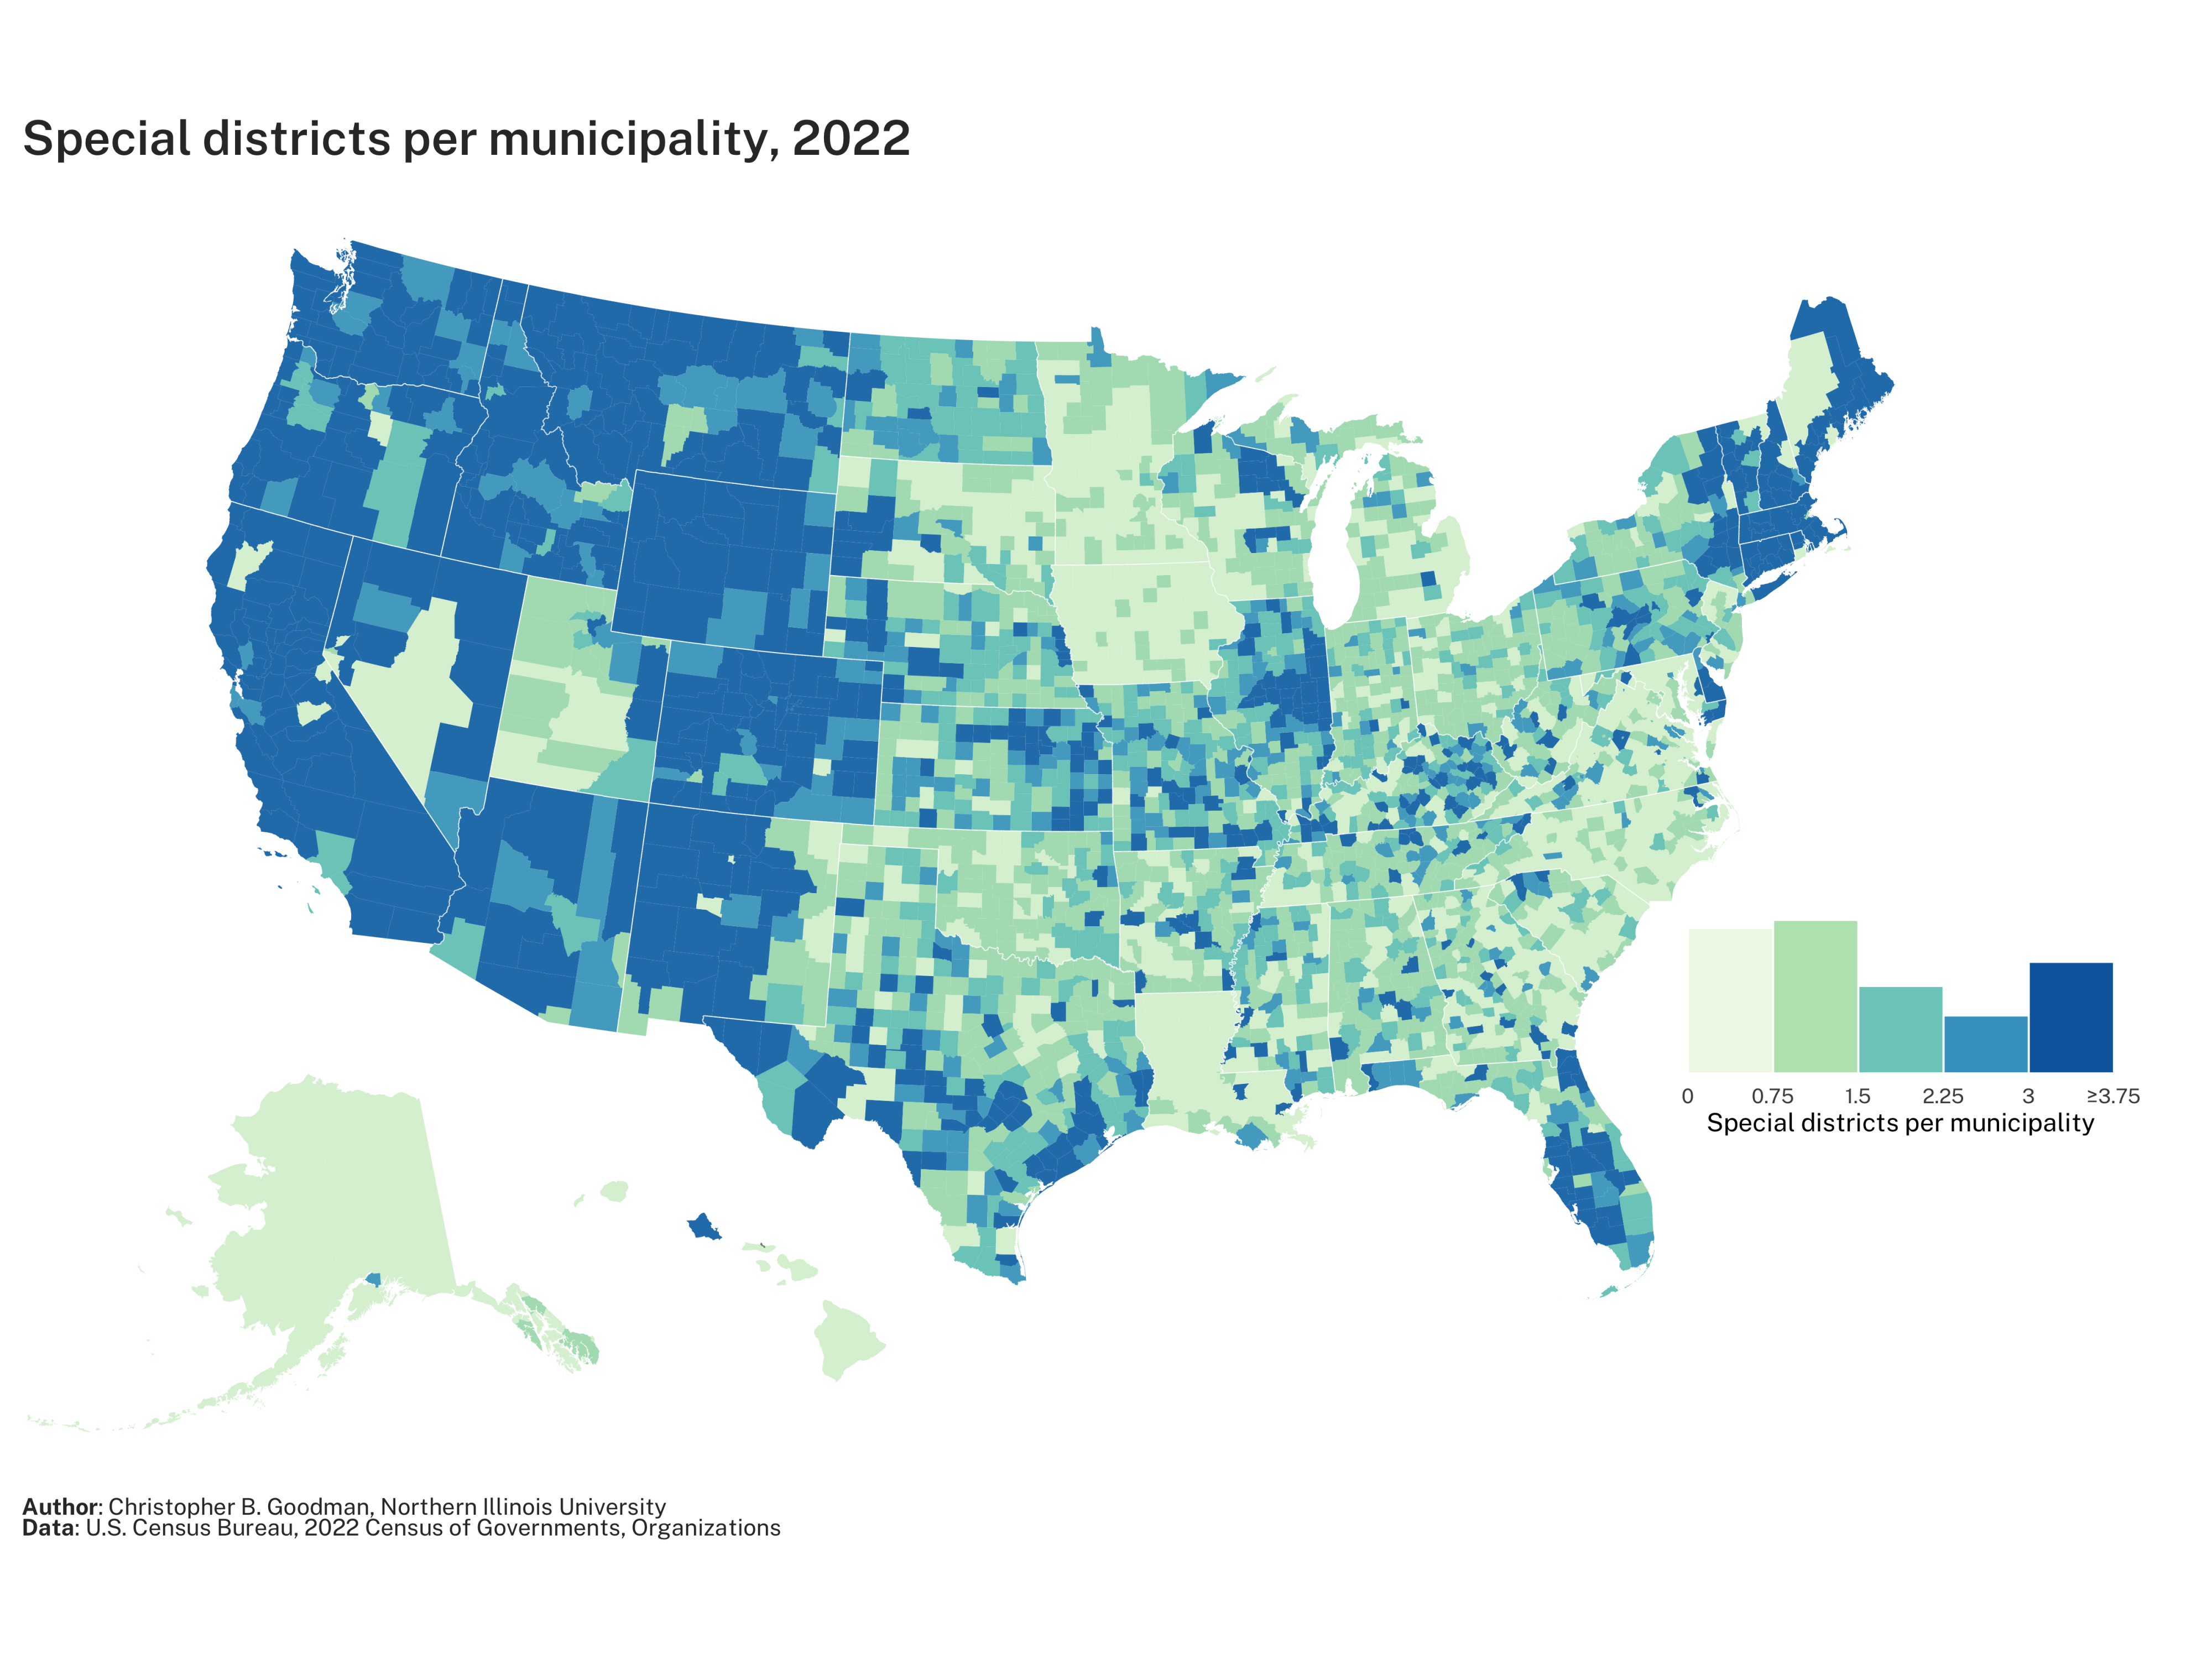 Special districts per municipality, 2022
0 0.75 1.5 2.25 3 ≥3.75
Special districts per municipality
Author: Christopher B. Goodman, Northern Illinois University
Data: U.S. Census Bureau, 2022 Census of Governments, Organizations